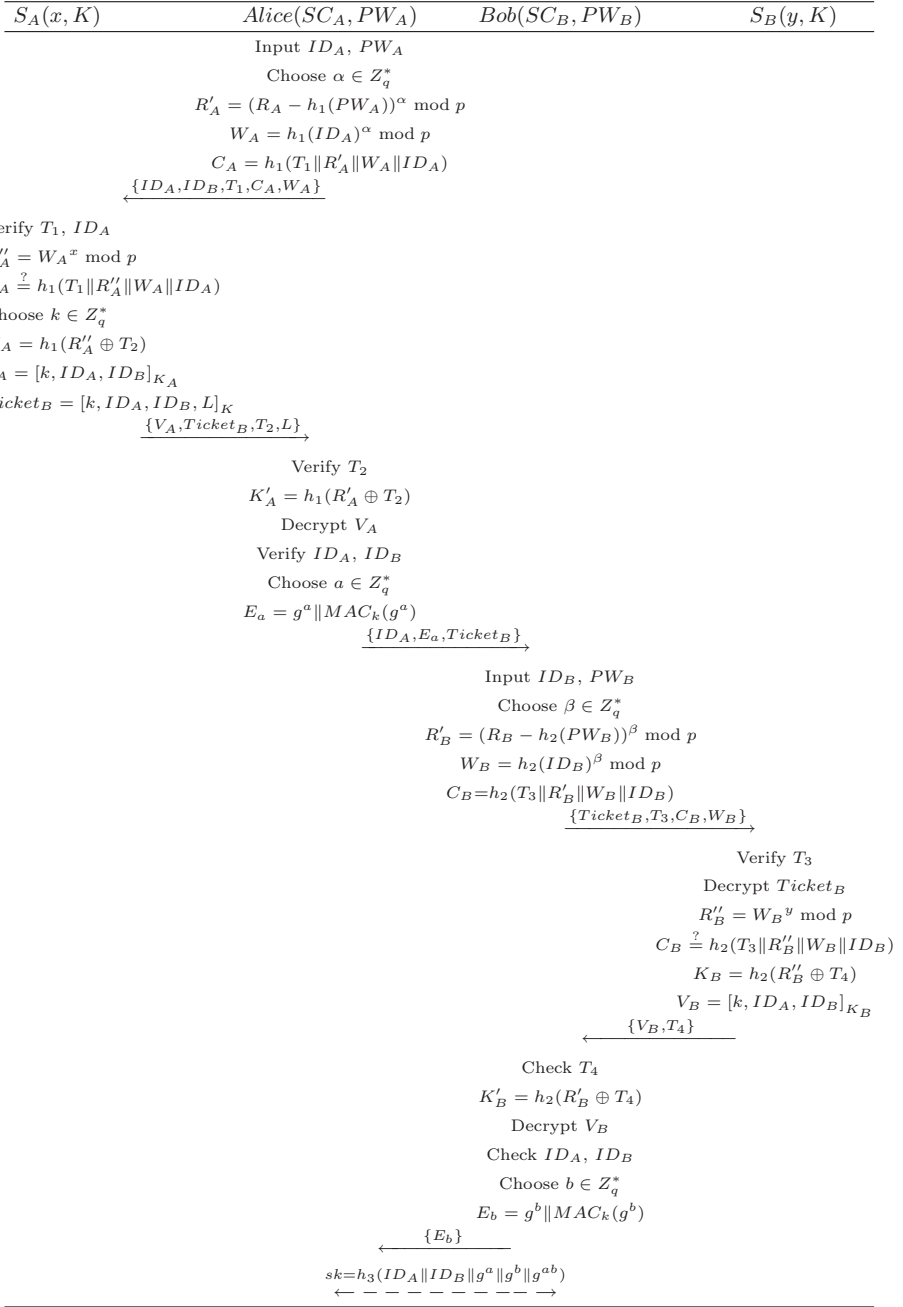 S_A(x, K) Alice(SC_A, PW_A) Bob(SC_B, PW_B) S_B(y, K)
Input ID_A, PW_A
Choose α ∈ Z_q^*
R'_A = (R_A − h_1(PW_A))^α mod p
W_A = h_1(ID_A)^α mod p
C_A = h_1(T_1‖R'_A‖W_A‖ID_A)
{ID_A,ID_B,T_1,C_A,W_A}
erify T_1, ID_A
''_A = W_A^x mod p
_A ≟ h_1(T_1‖R''_A‖W_A‖ID_A)
hoose k ∈ Z_q^*
_A = h_1(R''_A ⊕ T_2)
_A = [k, ID_A, ID_B]_{K_A}
icket_B = [k, ID_A, ID_B, L]_K
{V_A,Ticket_B,T_2,L}
Verify T_2
K'_A = h_1(R'_A ⊕ T_2)
Decrypt V_A
Verify ID_A, ID_B
Choose a ∈ Z_q^*
E_a = g^a‖MAC_k(g^a)
{ID_A,E_a,Ticket_B}
Input ID_B, PW_B
Choose β ∈ Z_q^*
R'_B = (R_B − h_2(PW_B))^β mod p
W_B = h_2(ID_B)^β mod p
C_B=h_2(T_3‖R'_B‖W_B‖ID_B)
{Ticket_B,T_3,C_B,W_B}
Verify T_3
Decrypt Ticket_B
R''_B = W_B^y mod p
C_B ≟ h_2(T_3‖R''_B‖W_B‖ID_B)
K_B = h_2(R''_B ⊕ T_4)
V_B = [k, ID_A, ID_B]_{K_B}
{V_B,T_4}
Check T_4
K'_B = h_2(R'_B ⊕ T_4)
Decrypt V_B
Check ID_A, ID_B
Choose b ∈ Z_q^*
E_b = g^b‖MAC_k(g^b)
{E_b}
sk=h_3(ID_A‖ID_B‖g^a‖g^b‖g^{ab})